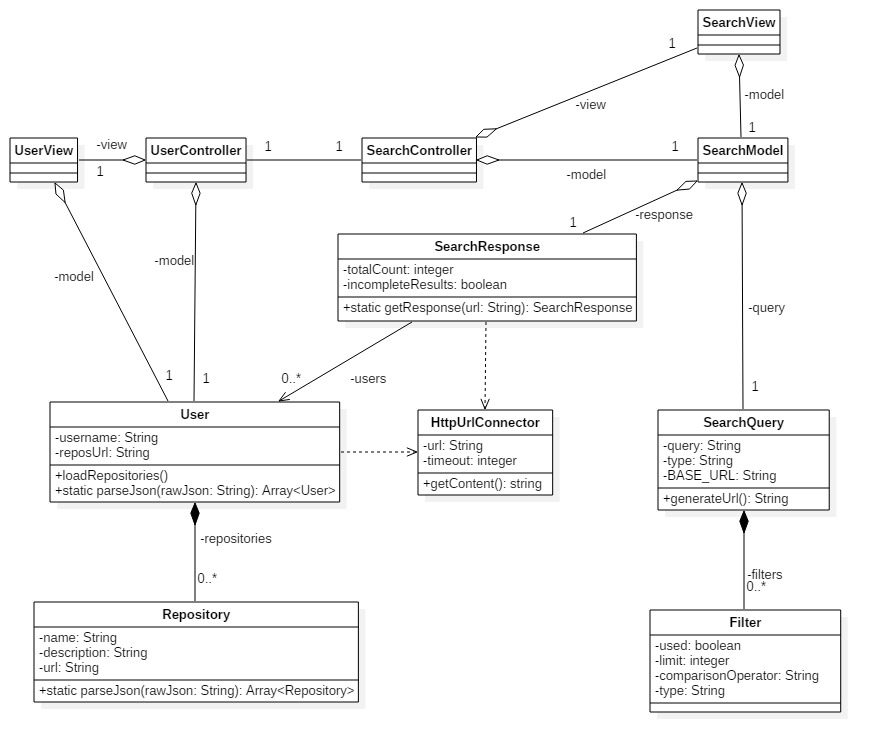 SearchView
1
-view
-model
1
UserView
-view
1
UserController
1
1
SearchController
1
-model
SearchModel
-response
1
-model
-model
SearchResponse
-totalCount: integer
-incompleteResults: boolean
+static getResponse(url: String): SearchResponse
-query
1
1
0..*
-users
1
User
-username: String
-reposUrl: String
+loadRepositories()
+static parseJson(rawJson: String): Array<User>
HttpUrlConnector
-url: String
-timeout: integer
+getContent(): string
SearchQuery
-query: String
-type: String
-BASE_URL: String
+generateUrl(): String
-repositories
0..*
-filters
0..*
Repository
-name: String
-description: String
-url: String
+static parseJson(rawJson: String): Array<Repository>
Filter
-used: boolean
-limit: integer
-comparisonOperator: String
-type: String